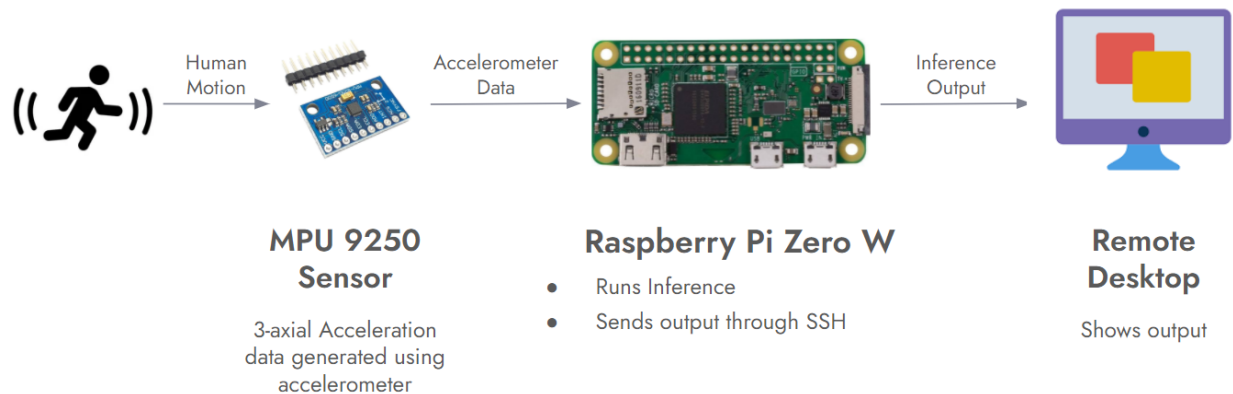 Human
Motion
Accelerometer
Data
Inference
Output
MPU 9250
Sensor
3-axial Acceleration
data generated using
accelerometer
Raspberry Pi Zero W
● Runs Inference
● Sends output through SSH
Remote
Desktop
Shows output